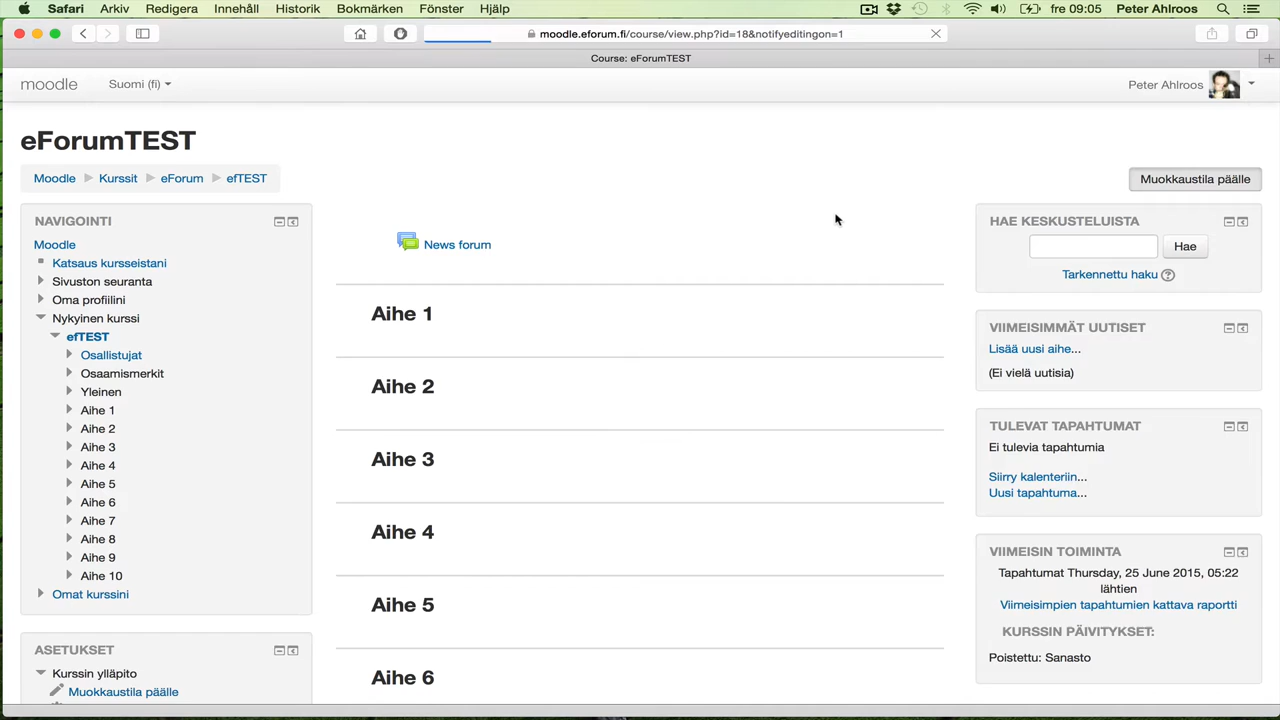 Safari Arkiv Redigera Innehåll Historik Bokmärken Fönster Hjälp fre 09:05 Peter Ahlroos
moodle.eforum.fi/course/view.php?id=18&notifyeditingon=1
Course: eForumTEST
moodle Suomi (fi) Peter Ahlroos
eForumTEST
Moodle Kurssit eForum efTEST
Muokkaustila päälle
NAVIGOINTI
Moodle
Katsaus kursseistani
Sivuston seuranta
Oma profiilini
Nykyinen kurssi
efTEST
Osallistujat
Osaamismerkit
Yleinen
Aihe 1
Aihe 2
Aihe 3
Aihe 4
Aihe 5
Aihe 6
Aihe 7
Aihe 8
Aihe 9
Aihe 10
Omat kurssini
ASETUKSET
Kurssin ylläpito
Muokkaustila päälle
News forum
Aihe 1
Aihe 2
Aihe 3
Aihe 4
Aihe 5
Aihe 6
HAE KESKUSTELUISTA
Hae
Tarkennettu haku ?
VIIMEISIMMÄT UUTISET
Lisää uusi aihe...
(Ei vielä uutisia)
TULEVAT TAPAHTUMAT
Ei tulevia tapahtumia
Siirry kalenteriin...
Uusi tapahtuma...
VIIMEISIN TOIMINTA
Tapahtumat Thursday, 25 June 2015, 05:22
lähtien
Viimeisimpien tapahtumien kattava raportti
KURSSIN PÄIVITYKSET:
Poistettu: Sanasto